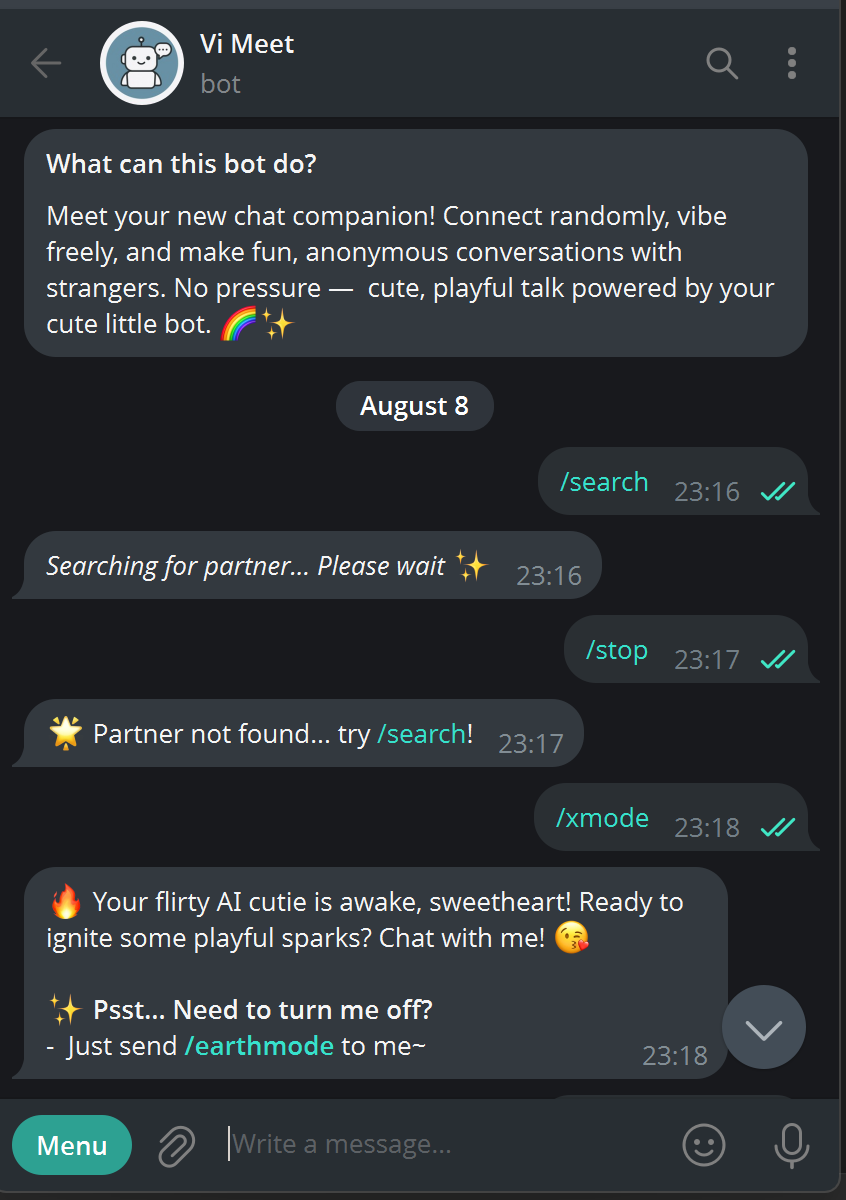 Vi Meet
bot
What can this bot do?
Meet your new chat companion! Connect randomly, vibe
freely, and make fun, anonymous conversations with
strangers. No pressure —  cute, playful talk powered by your
cute little bot. 🌈✨
August 8
/search 23:16
Searching for partner... Please wait ✨ 23:16
/stop 23:17
🌟 Partner not found... try /search! 23:17
/xmode 23:18
🔥 Your flirty AI cutie is awake, sweetheart! Ready to
ignite some playful sparks? Chat with me! 😘
✨ Psst... Need to turn me off?
- Just send /earthmode to me~
23:18
Menu
Write a message...